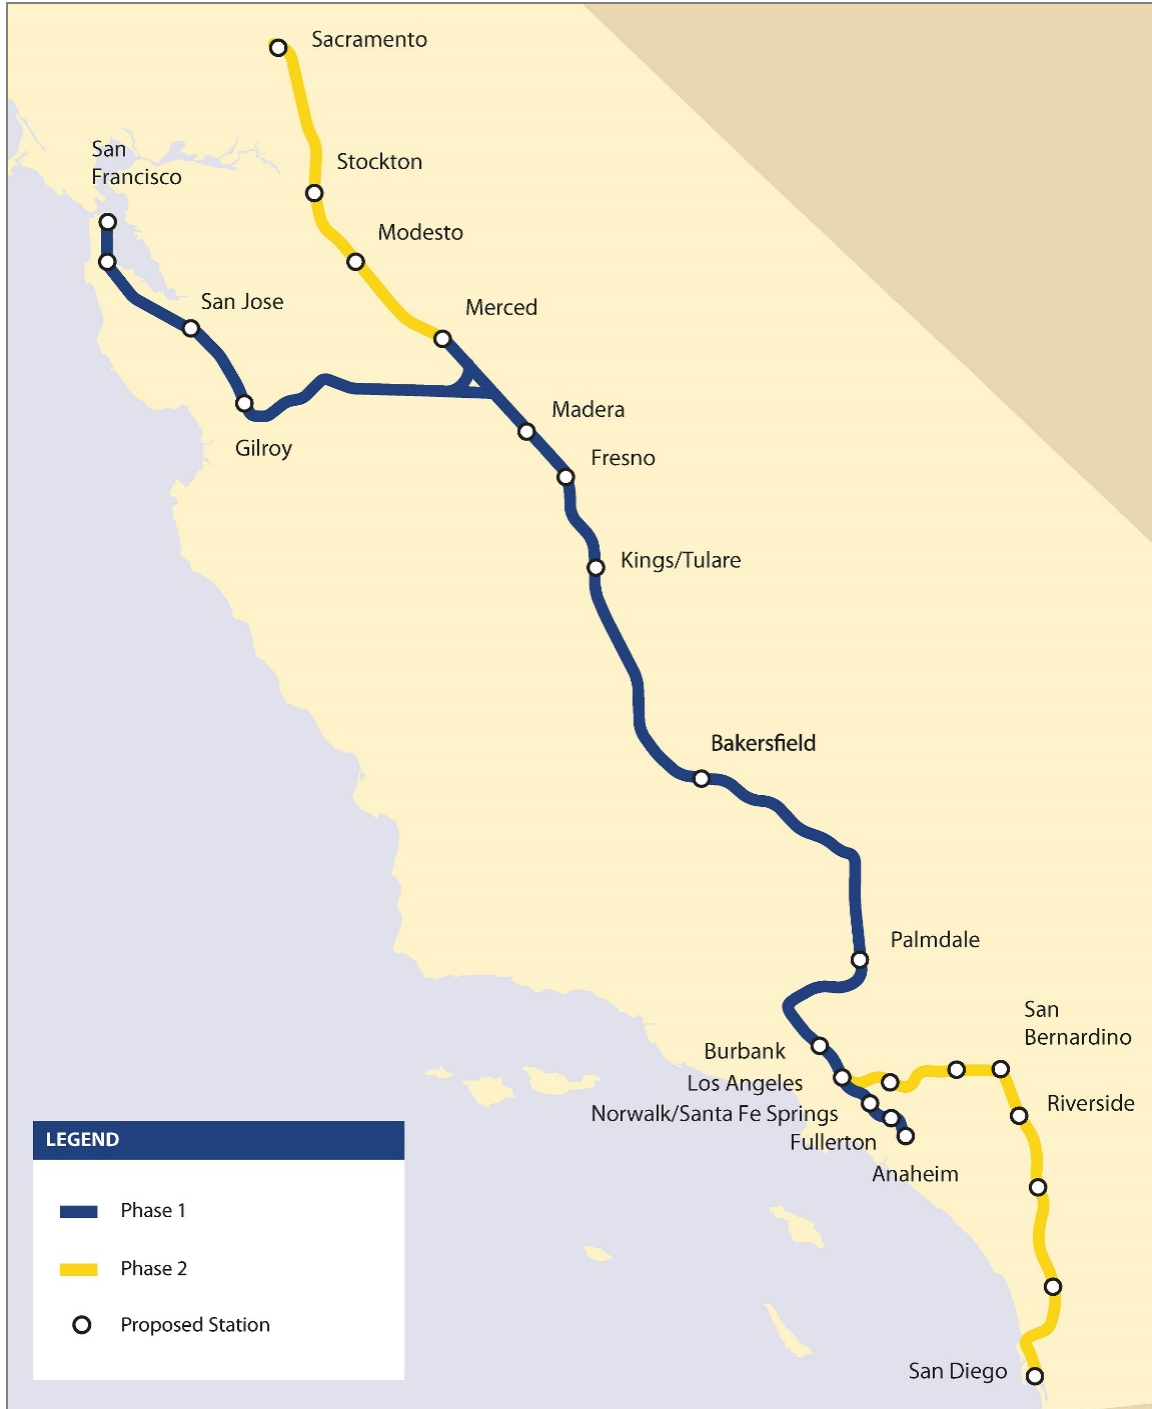 Sacramento
San
Francisco
Stockton
Modesto
San Jose
Merced
Gilroy
Madera
Fresno
Kings/Tulare
Bakersfield
Palmdale
San
Bernardino
Burbank
Los Angeles
Norwalk/Santa Fe Springs
Riverside
Fullerton
Anaheim
San Diego
LEGEND
Phase 1
Phase 2
Proposed Station